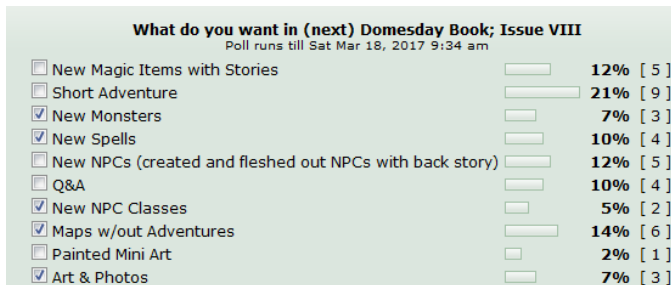 What do you want in (next) Domesday Book; Issue VIII
Poll runs till Sat Mar 18, 2017 9:34 am
New Magic Items with Stories 12% [ 5 ]
Short Adventure 21% [ 9 ]
New Monsters 7% [ 3 ]
New Spells 10% [ 4 ]
New NPCs (created and fleshed out NPCs with back story) 12% [ 5 ]
Q&A 10% [ 4 ]
New NPC Classes 5% [ 2 ]
Maps w/out Adventures 14% [ 6 ]
Painted Mini Art 2% [ 1 ]
Art & Photos 7% [ 3 ]